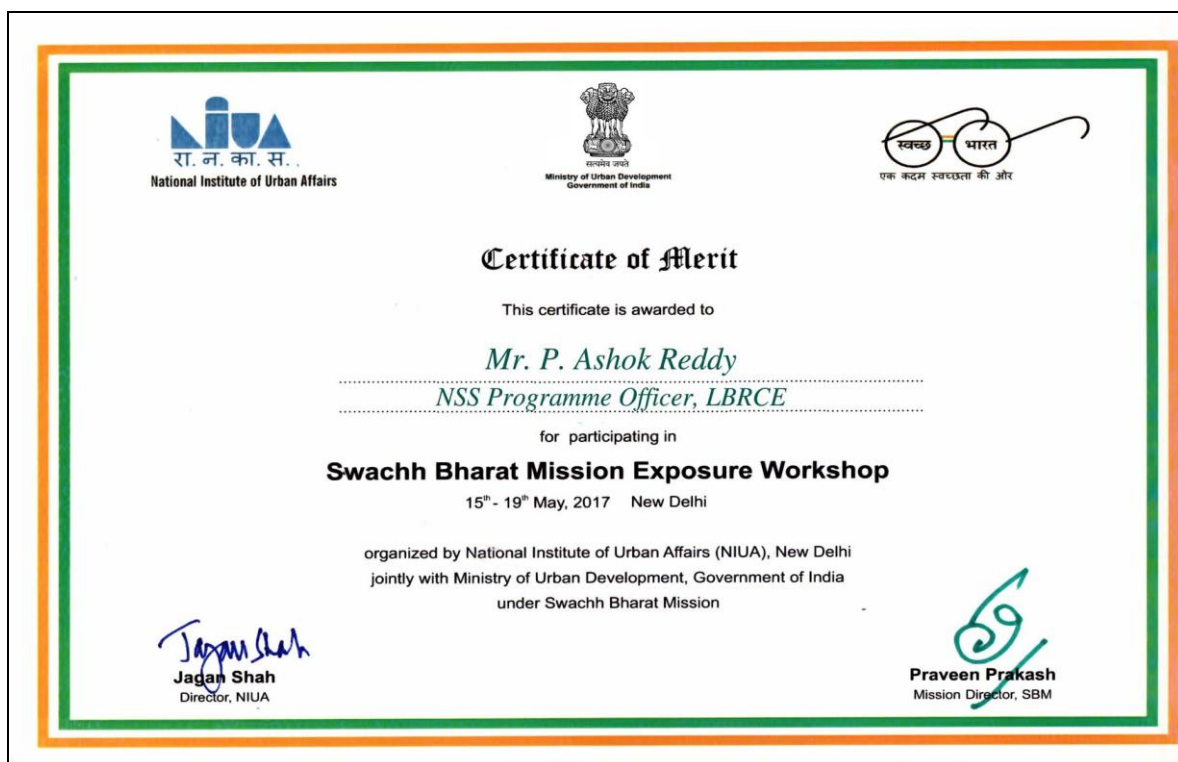 NIUA
रा. न. का. स. .
National Institute of Urban Affairs
सत्यमेव जयते
Ministry of Urban Development
Government of India
स्वच्छ भारत
एक कदम स्वच्छता की ओर
Certificate of Merit
This certificate is awarded to
Mr. P. Ashok Reddy
NSS Programme Officer, LBRCE
for participating in
Swachh Bharat Mission Exposure Workshop
15th - 19th May, 2017 New Delhi
organized by National Institute of Urban Affairs (NIUA), New Delhi
jointly with Ministry of Urban Development, Government of India
under Swachh Bharat Mission
Jagan Shah
Jagan Shah
Director, NIUA
Praveen Prakash
Mission Director, SBM